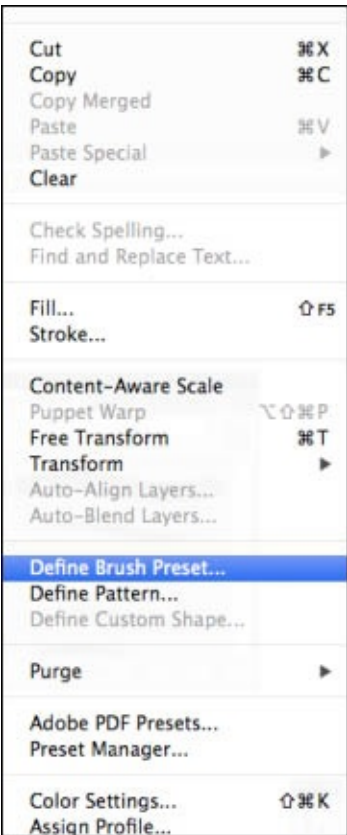 Cut ⌘X
Copy ⌘C
Copy Merged
Paste ⌘V
Paste Special
Clear
Check Spelling...
Find and Replace Text...
Fill... ⇧F5
Stroke...
Content-Aware Scale
Puppet Warp ⌥⇧⌘P
Free Transform ⌘T
Transform
Auto-Align Layers...
Auto-Blend Layers...
Define Brush Preset...
Define Pattern...
Define Custom Shape...
Purge
Adobe PDF Presets...
Preset Manager...
Color Settings... ⇧⌘K
Assign Profile...